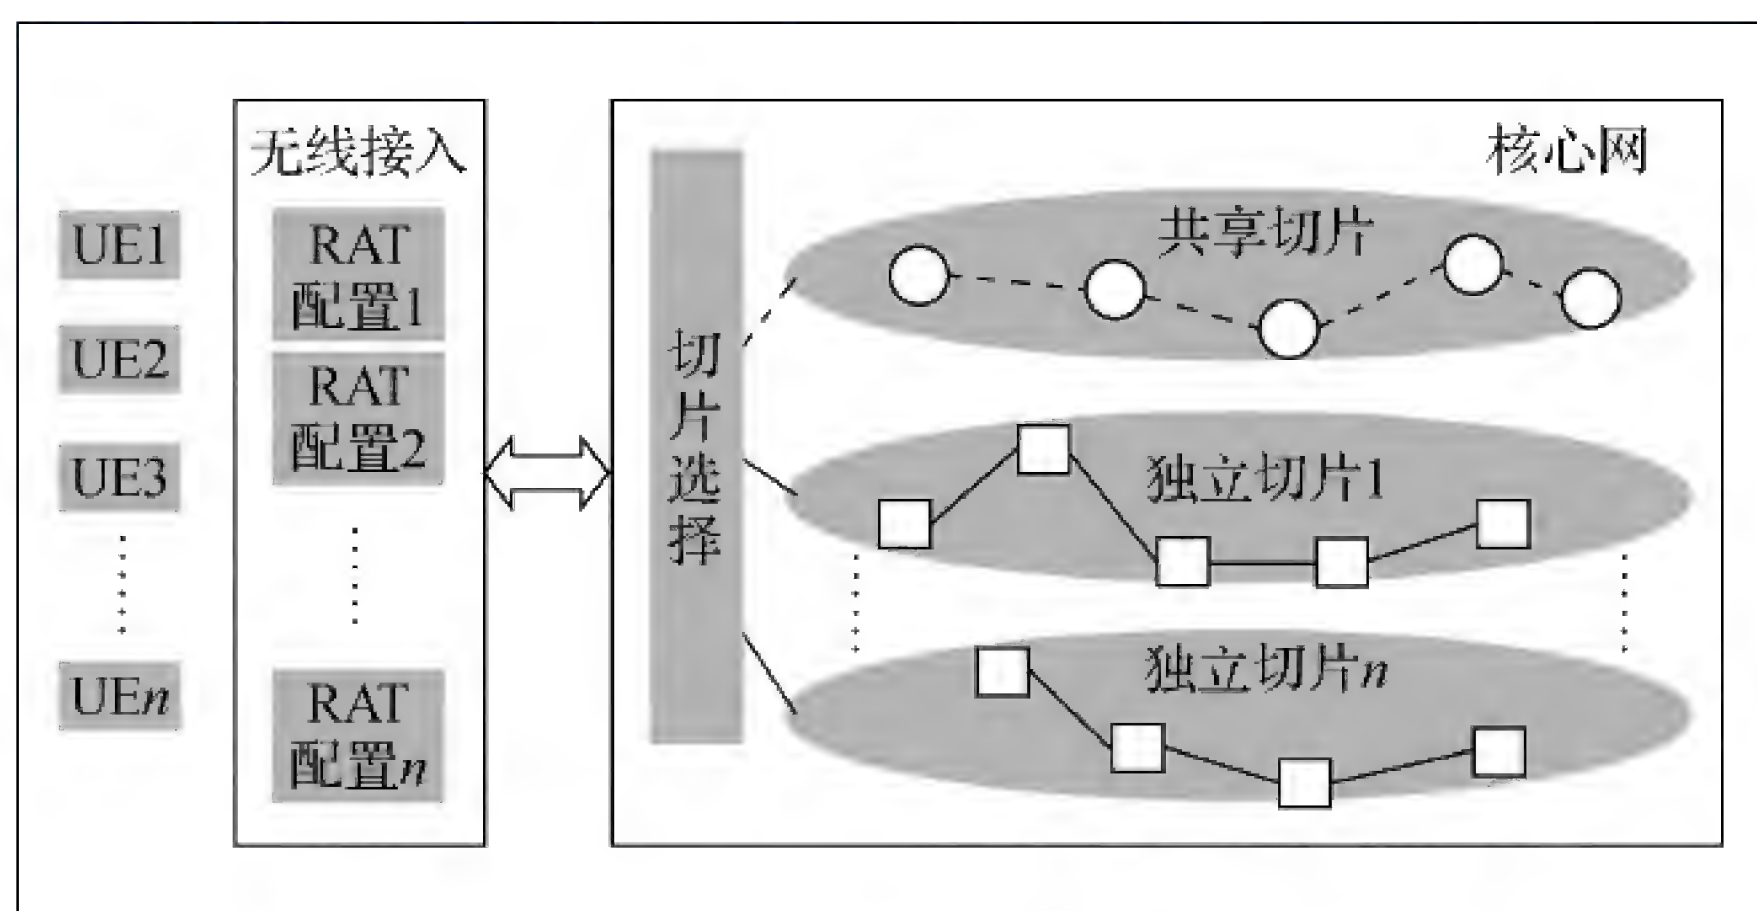 无线接入
核心网
UE1
UE2
UE3
UEn
RAT
配置1
RAT
配置2
RAT
配置n
切片选择
共享切片
独立切片1
独立切片n